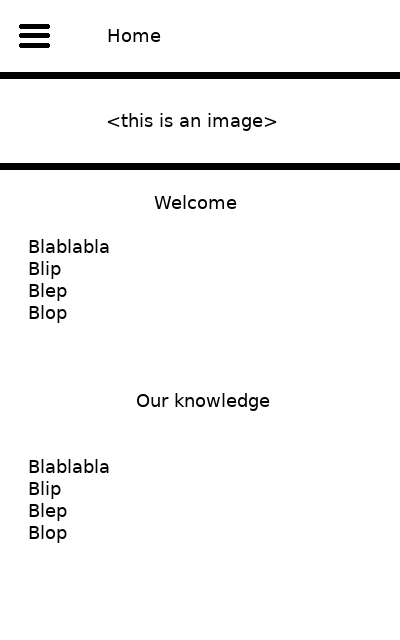 Home
<this is an image>
Welcome
Blablabla
Blip
Blep
Blop
Our knowledge
Blablabla
Blip
Blep
Blop